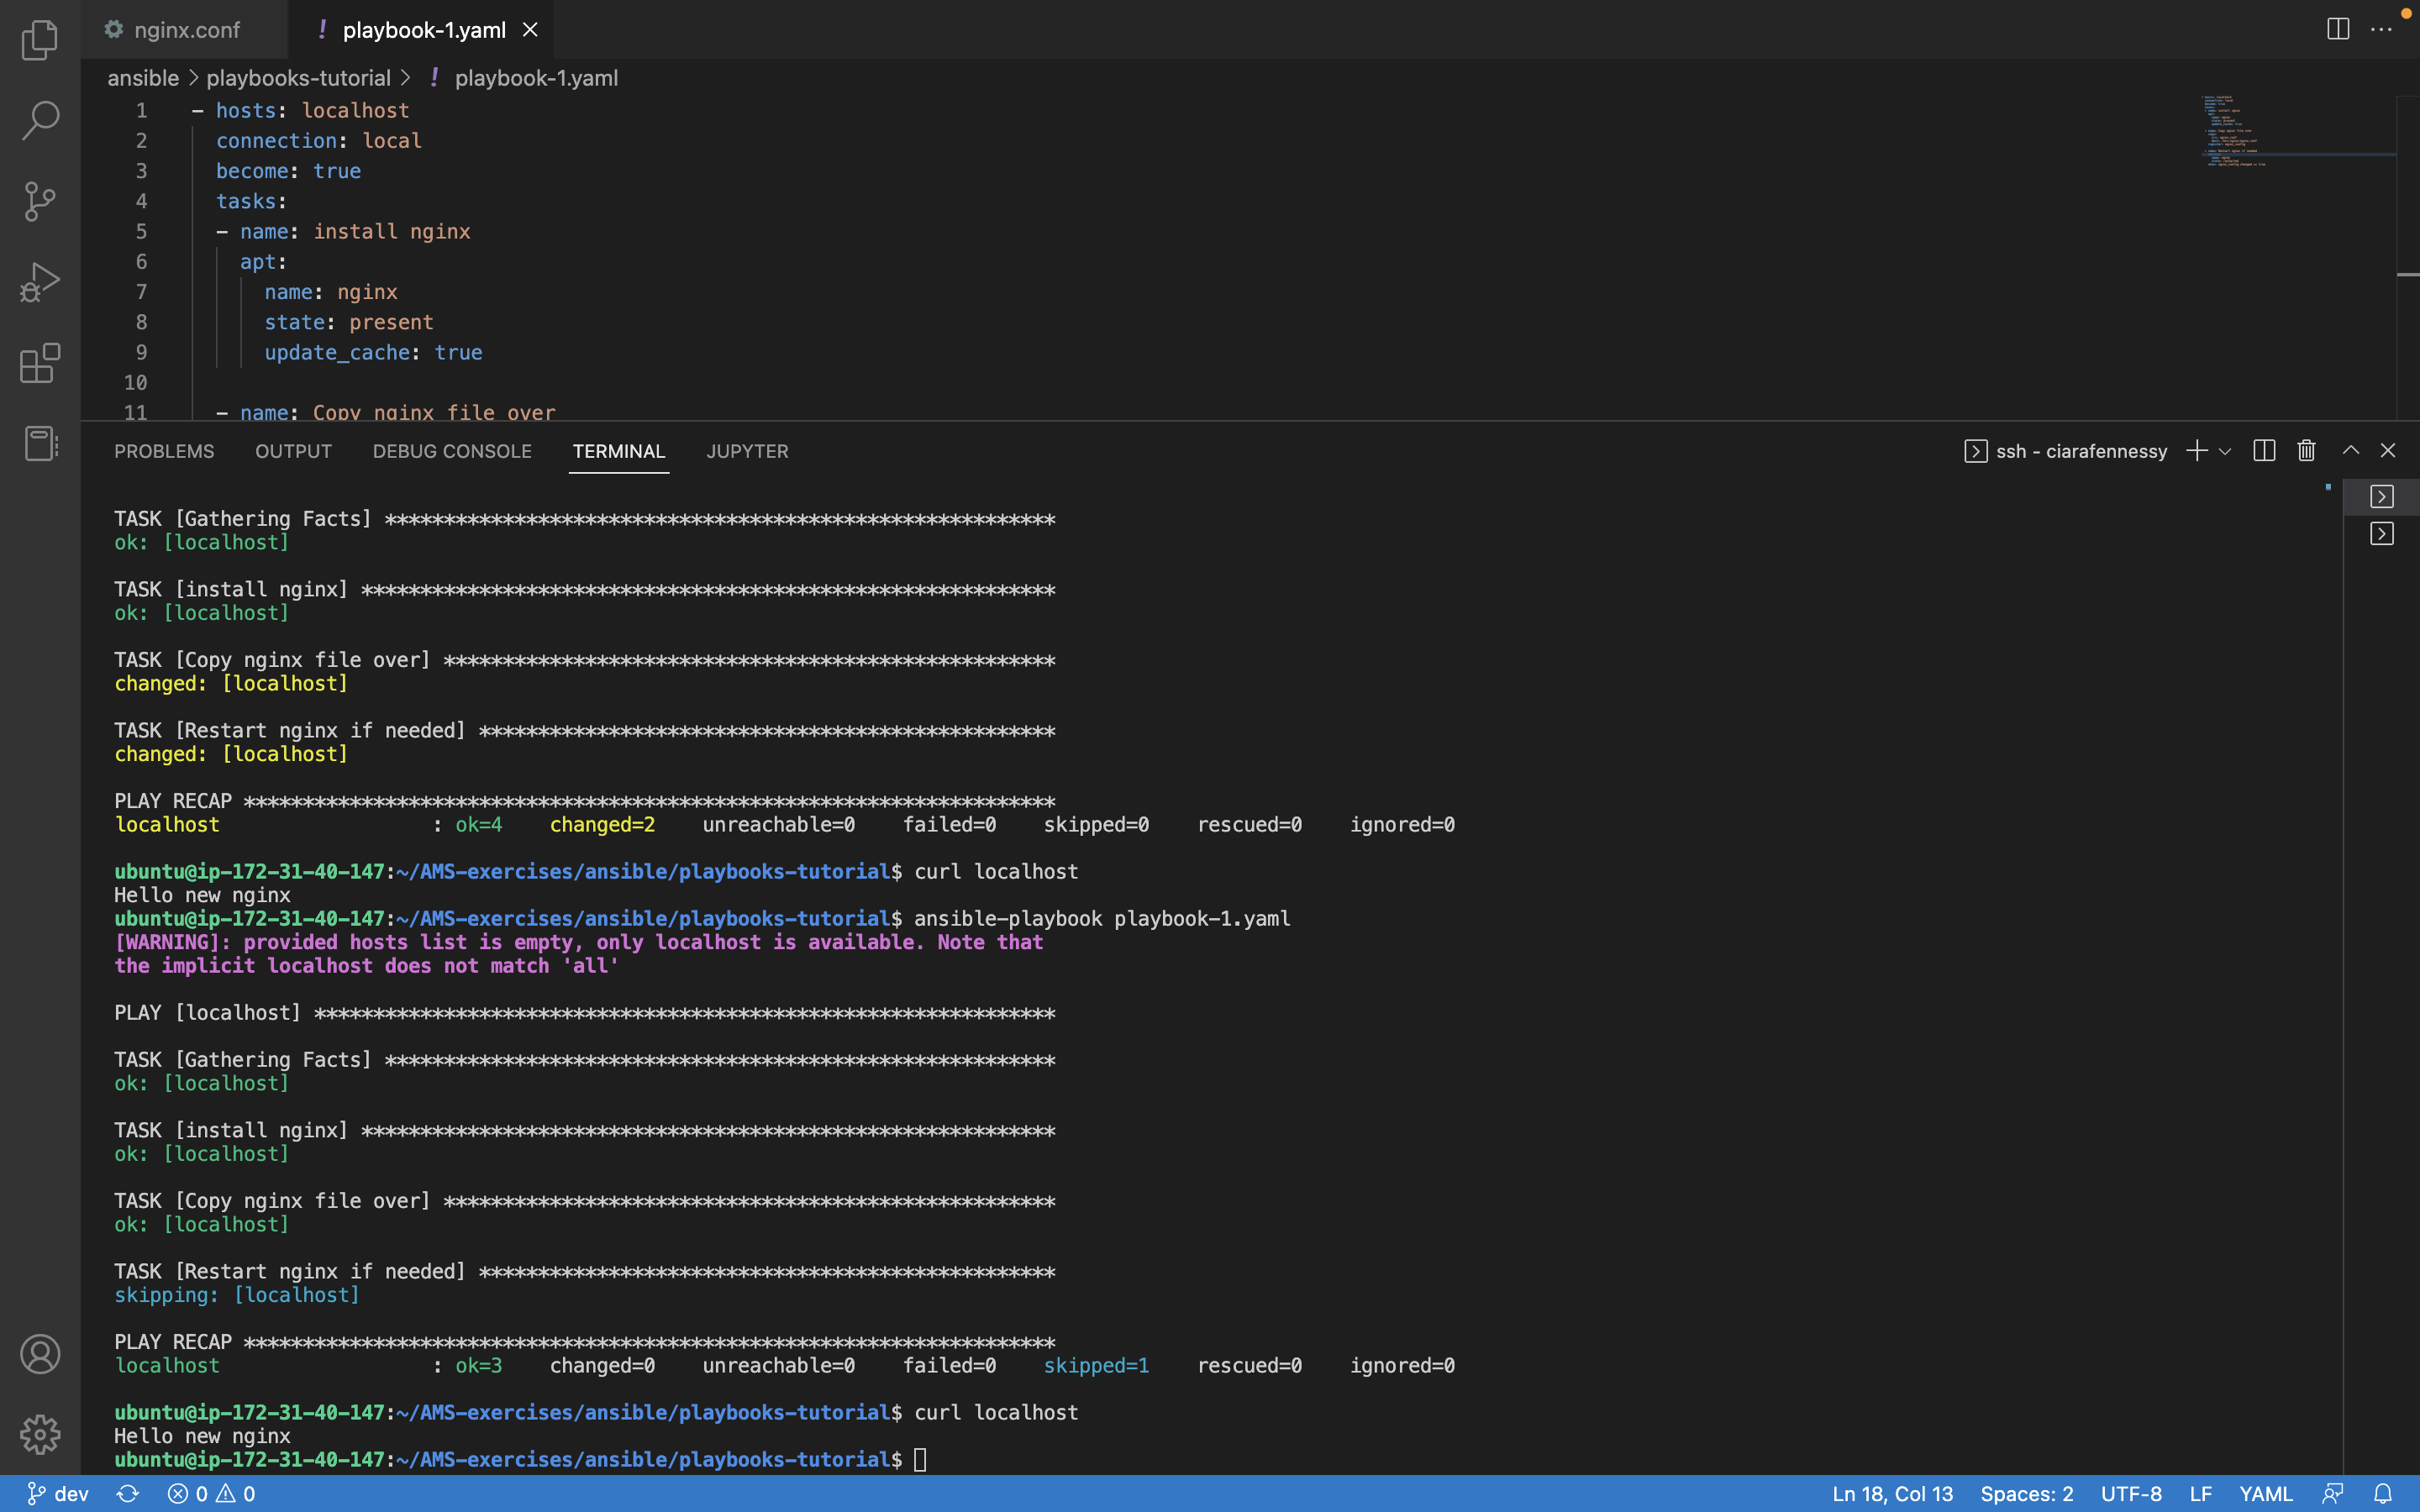 nginx.conf
! playbook-1.yaml
ansible > playbooks-tutorial > ! playbook-1.yaml
1 - hosts: localhost
2 connection: local
3 become: true
4 tasks:
5 - name: install nginx
6 apt:
7 name: nginx
8 state: present
9 update_cache: true
10
11 - name: Copy nginx file over
PROBLEMS OUTPUT DEBUG CONSOLE TERMINAL JUPYTER
ssh - ciarafennessy
TASK [Gathering Facts] *********************************************************
ok: [localhost]
TASK [install nginx] ***********************************************************
ok: [localhost]
TASK [Copy nginx file over] ****************************************************
changed: [localhost]
TASK [Restart nginx if needed] *************************************************
changed: [localhost]
PLAY RECAP *********************************************************************
localhost : ok=4 changed=2 unreachable=0 failed=0 skipped=0 rescued=0 ignored=0
ubuntu@ip-172-31-40-147:~/AMS-exercises/ansible/playbooks-tutorial$ curl localhost
Hello new nginx
ubuntu@ip-172-31-40-147:~/AMS-exercises/ansible/playbooks-tutorial$ ansible-playbook playbook-1.yaml
[WARNING]: provided hosts list is empty, only localhost is available. Note that
the implicit localhost does not match 'all'
PLAY [localhost] ***************************************************************
TASK [Gathering Facts] *********************************************************
ok: [localhost]
TASK [install nginx] ***********************************************************
ok: [localhost]
TASK [Copy nginx file over] ****************************************************
ok: [localhost]
TASK [Restart nginx if needed] *************************************************
skipping: [localhost]
PLAY RECAP *********************************************************************
localhost : ok=3 changed=0 unreachable=0 failed=0 skipped=1 rescued=0 ignored=0
ubuntu@ip-172-31-40-147:~/AMS-exercises/ansible/playbooks-tutorial$ curl localhost
Hello new nginx
ubuntu@ip-172-31-40-147:~/AMS-exercises/ansible/playbooks-tutorial$
dev 0 0 Ln 18, Col 13 Spaces: 2 UTF-8 LF YAML